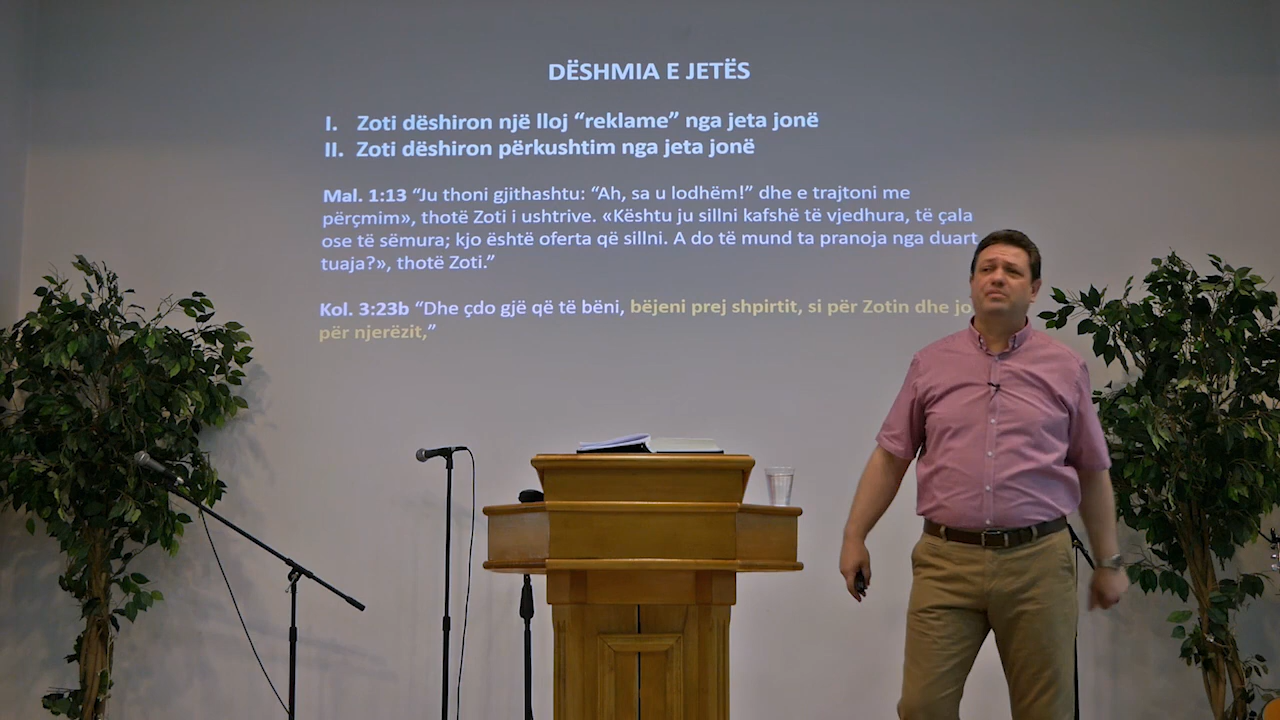 DËSHMIA E JETËS
I. Zoti dëshiron një lloj “reklame” nga jeta jonë
II. Zoti dëshiron përkushtim nga jeta jonë
Mal. 1:13 “Ju thoni gjithashtu: “Ah, sa u lodhëm!” dhe e trajtoni me
përçmim», thotë Zoti i ushtrive. «Kështu ju sillni kafshë të vjedhura, të çala
ose të sëmura; kjo është oferta që sillni. A do të mund ta pranoja nga duart
tuaja?», thotë Zoti.”
Kol. 3:23b “Dhe çdo gjë që të bëni, bëjeni prej shpirtit, si për Zotin dhe jo
për njerëzit,”